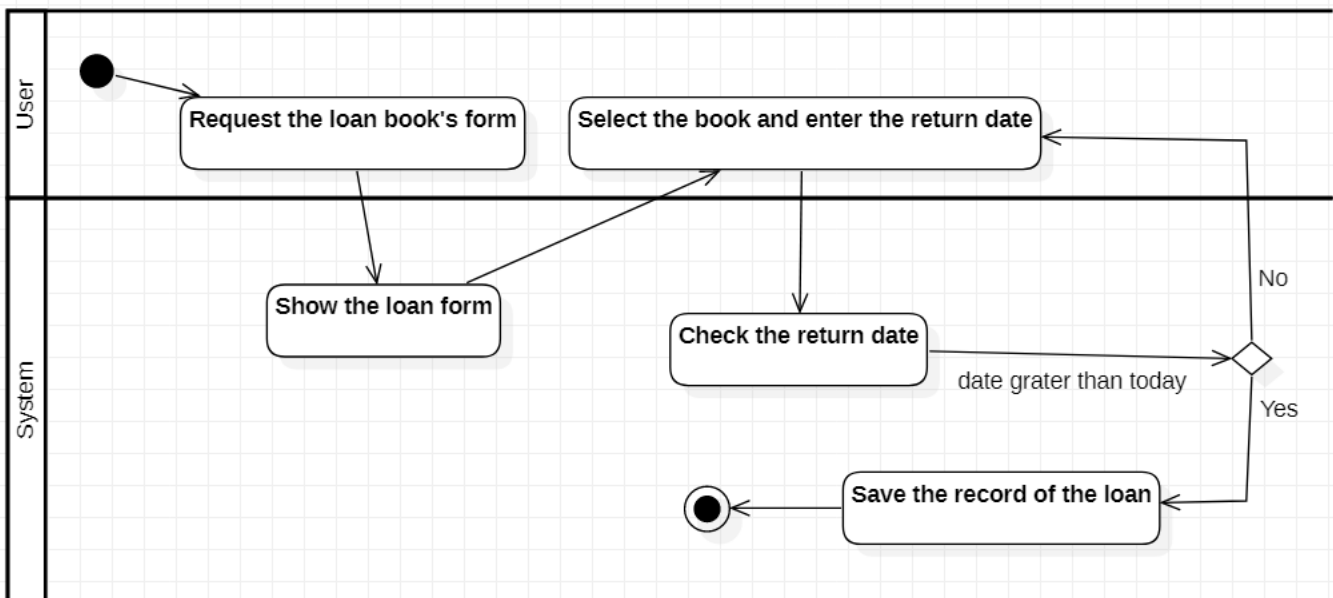 User
Request the loan book's form
Select the book and enter the return date
System
Show the loan form
Check the return date
date grater than today
No
Yes
Save the record of the loan